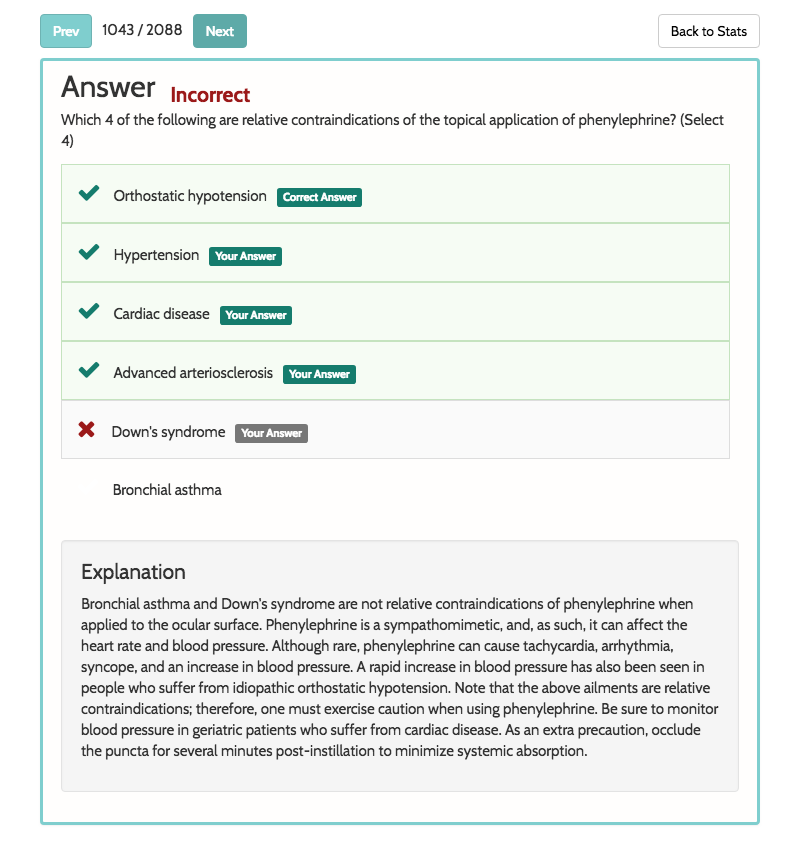 Prev 1043 / 2088 Next Back to Stats
Answer Incorrect
Which 4 of the following are relative contraindications of the topical application of phenylephrine? (Select
4)
Orthostatic hypotension Correct Answer
Hypertension Your Answer
Cardiac disease Your Answer
Advanced arteriosclerosis Your Answer
Down's syndrome Your Answer
Bronchial asthma
Explanation
Bronchial asthma and Down's syndrome are not relative contraindications of phenylephrine when
applied to the ocular surface. Phenylephrine is a sympathomimetic, and, as such, it can affect the
heart rate and blood pressure. Although rare, phenylephrine can cause tachycardia, arrhythmia,
syncope, and an increase in blood pressure. A rapid increase in blood pressure has also been seen in
people who suffer from idiopathic orthostatic hypotension. Note that the above ailments are relative
contraindications; therefore, one must exercise caution when using phenylephrine. Be sure to monitor
blood pressure in geriatric patients who suffer from cardiac disease. As an extra precaution, occlude
the puncta for several minutes post-instillation to minimize systemic absorption.